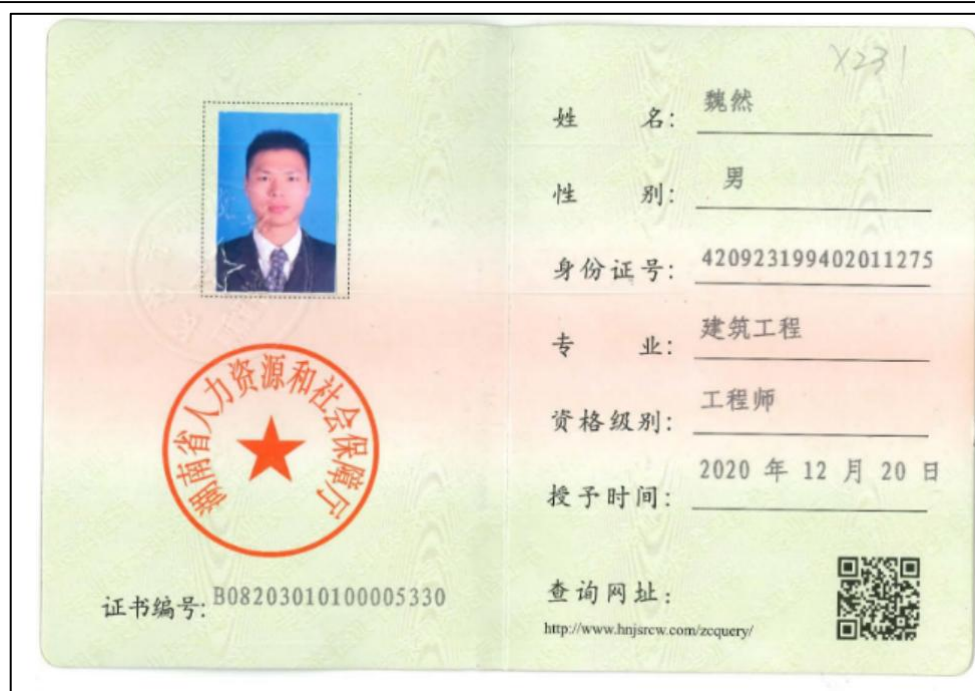 X231
姓 名: 魏然
性 别: 男
身份证号: 420923199402011275
专 业: 建筑工程
资格级别: 工程师
授予时间: 2020 年 12 月 20 日
湖南省人力资源和社会保障厅
证书编号: B08203010100005330
查询网址:
http://www.hnjsrcw.com/zcquery/